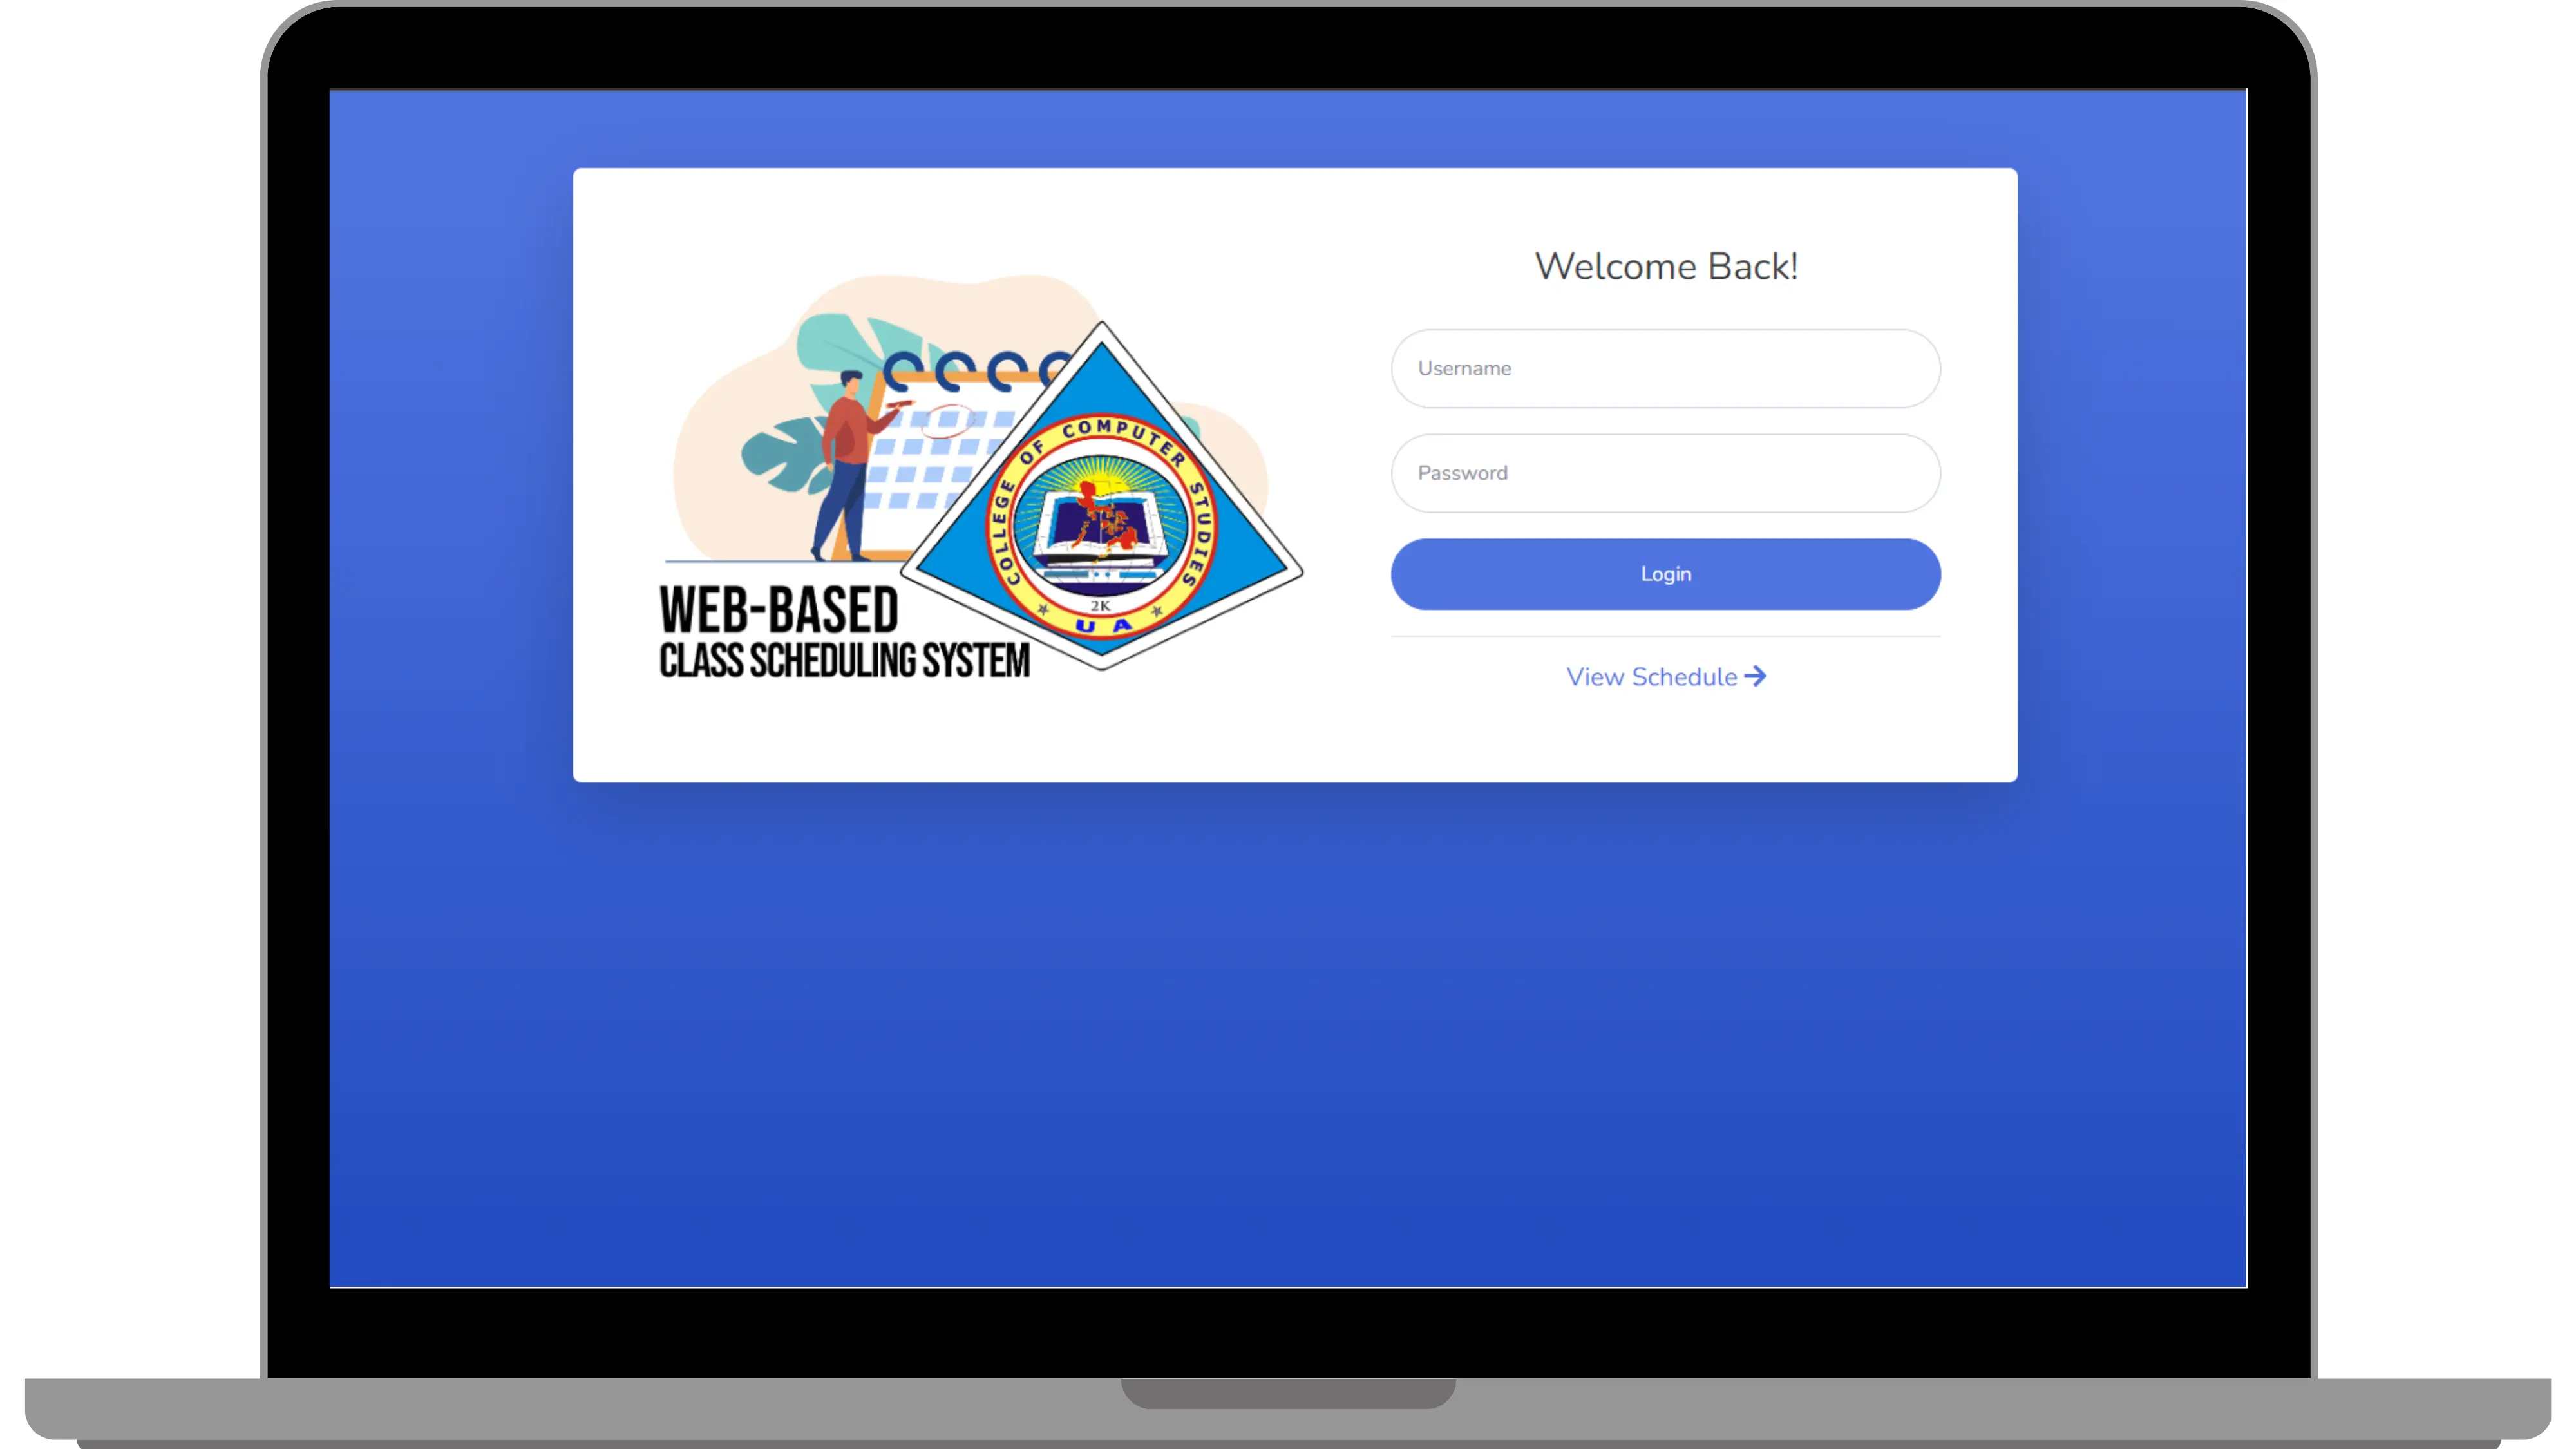 COLLEGE OF COMPUTER STUDIES
2K
U A
WEB-BASED
CLASS SCHEDULING SYSTEM
Welcome Back!
Username
Password
Login
View Schedule